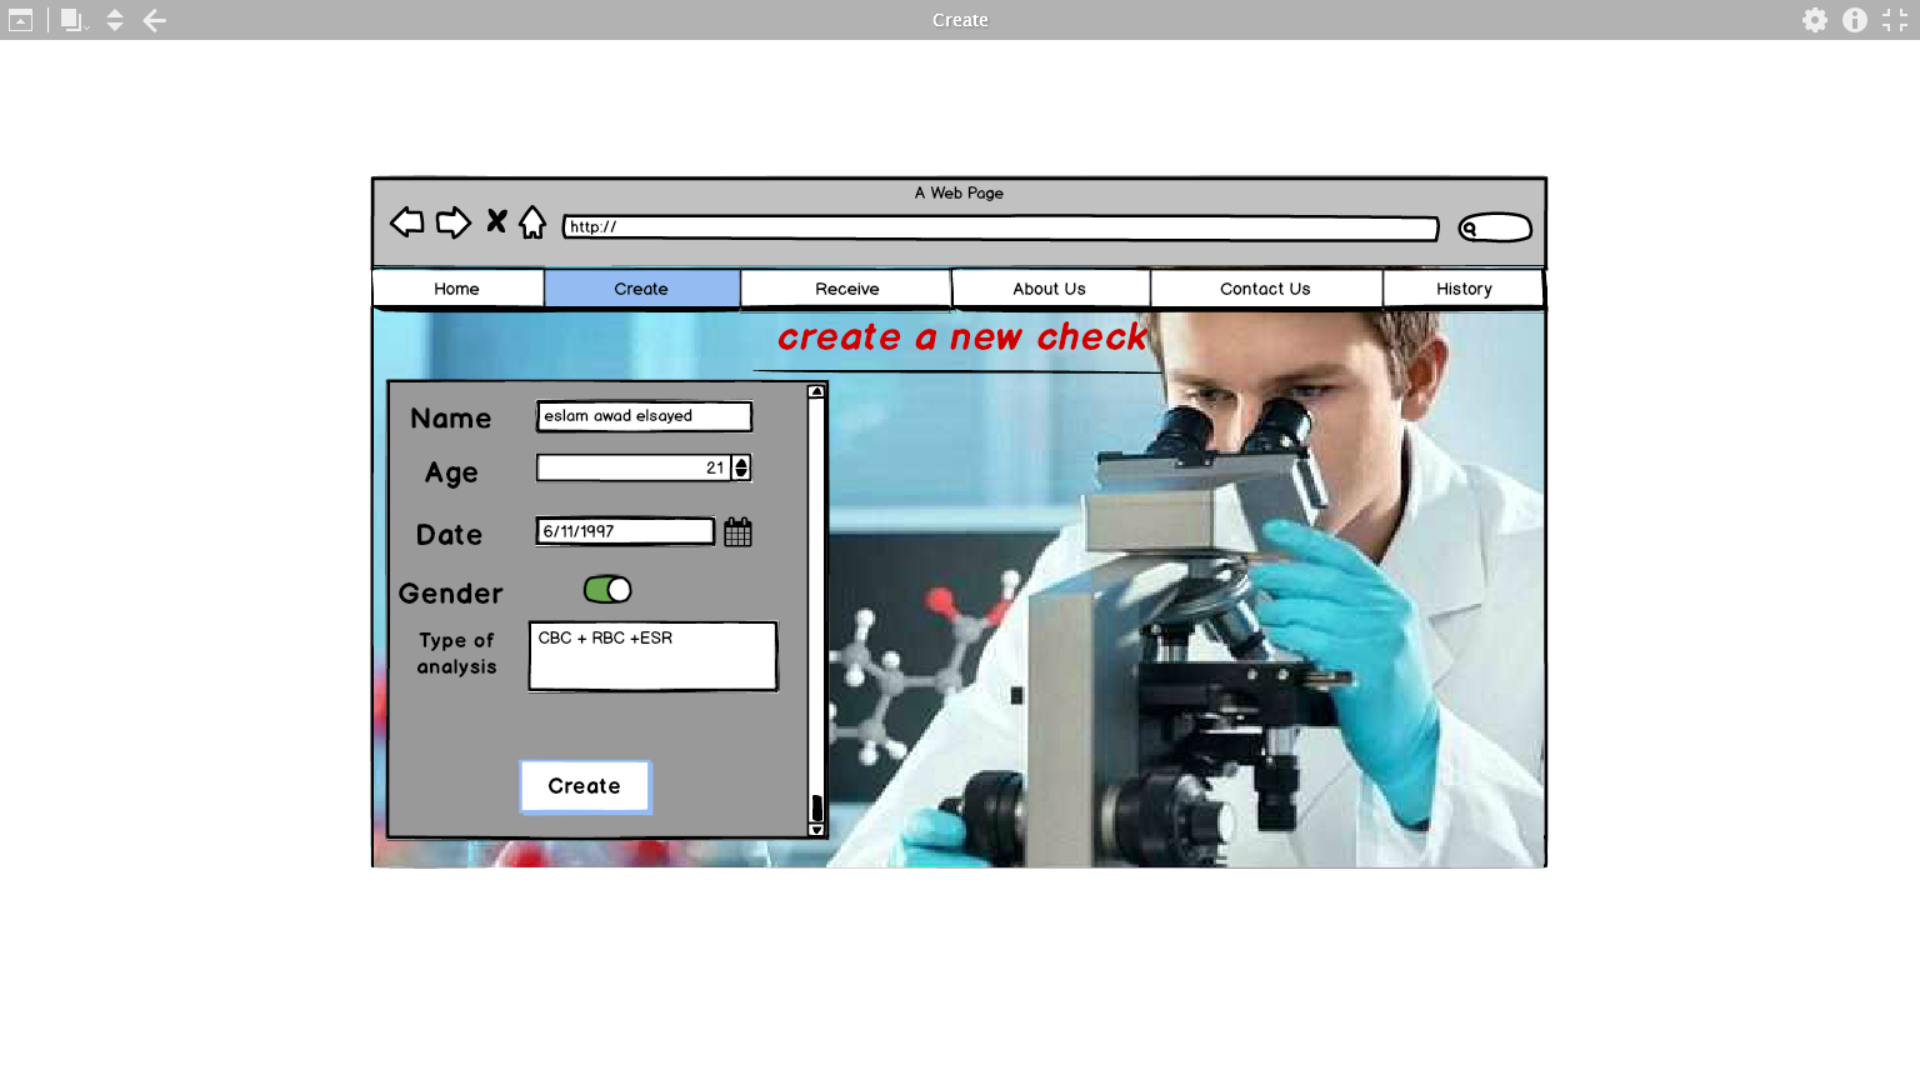 Create
A Web Page
http://
Home Create Receive About Us Contact Us History
create a new check
Name eslam awad elsayed
Age 21
Date 6/11/1997
Gender
Type of analysis
CBC + RBC +ESR
Create